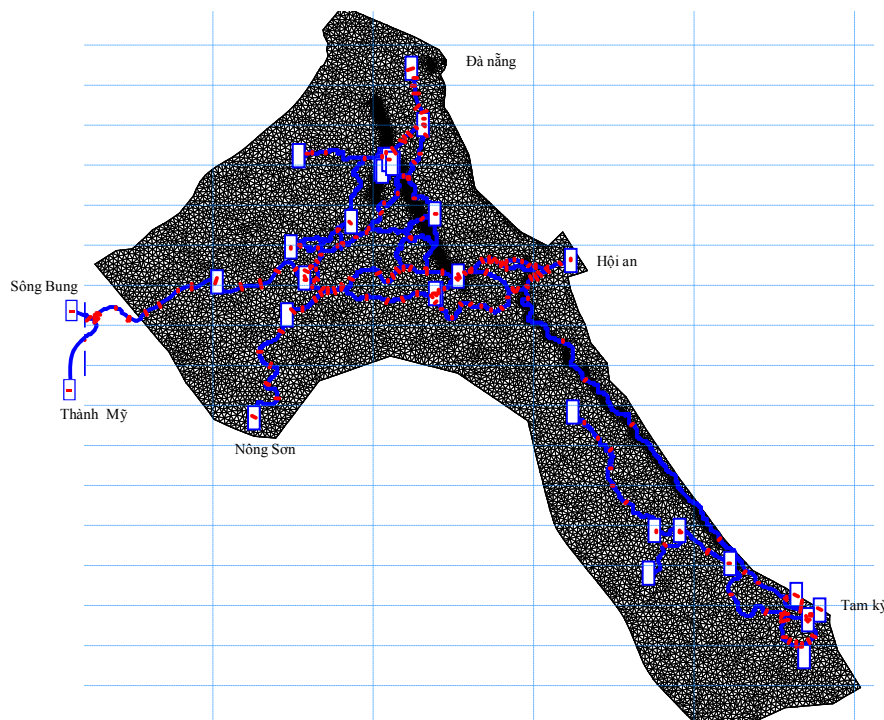 Đà nẵng
Hội an
Sông Bung
Thành Mỹ
Nông Sơn
Tam kỳ